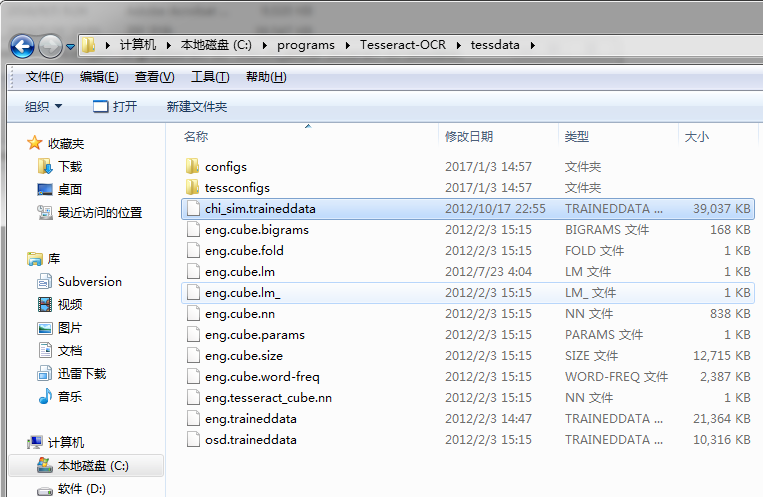 计算机 本地磁盘 (C:) programs Tesseract-OCR tessdata
文件(F) 编辑(E) 查看(V) 工具(T) 帮助(H)
组织 打开 新建文件夹
名称 修改日期 类型 大小
收藏夹
下载
桌面
最近访问的位置
库
Subversion
视频
图片
文档
迅雷下载
音乐
计算机
本地磁盘 (C:)
软件 (D:)
configs 2017/1/3 14:57 文件夹
tessconfigs 2017/1/3 14:57 文件夹
chi_sim.traineddata 2012/10/17 22:55 TRAINEDDATA ... 39,037 KB
eng.cube.bigrams 2012/2/3 15:15 BIGRAMS 文件 168 KB
eng.cube.fold 2012/2/3 15:15 FOLD 文件 1 KB
eng.cube.lm 2012/7/23 4:04 LM 文件 1 KB
eng.cube.lm_ 2012/2/3 15:15 LM_ 文件 1 KB
eng.cube.nn 2012/2/3 15:15 NN 文件 838 KB
eng.cube.params 2012/2/3 15:15 PARAMS 文件 1 KB
eng.cube.size 2012/2/3 15:15 SIZE 文件 12,715 KB
eng.cube.word-freq 2012/2/3 15:15 WORD-FREQ 文件 2,387 KB
eng.tesseract_cube.nn 2012/2/3 15:15 NN 文件 1 KB
eng.traineddata 2012/2/3 14:47 TRAINEDDATA ... 21,364 KB
osd.traineddata 2012/2/3 15:15 TRAINEDDATA ... 10,316 KB